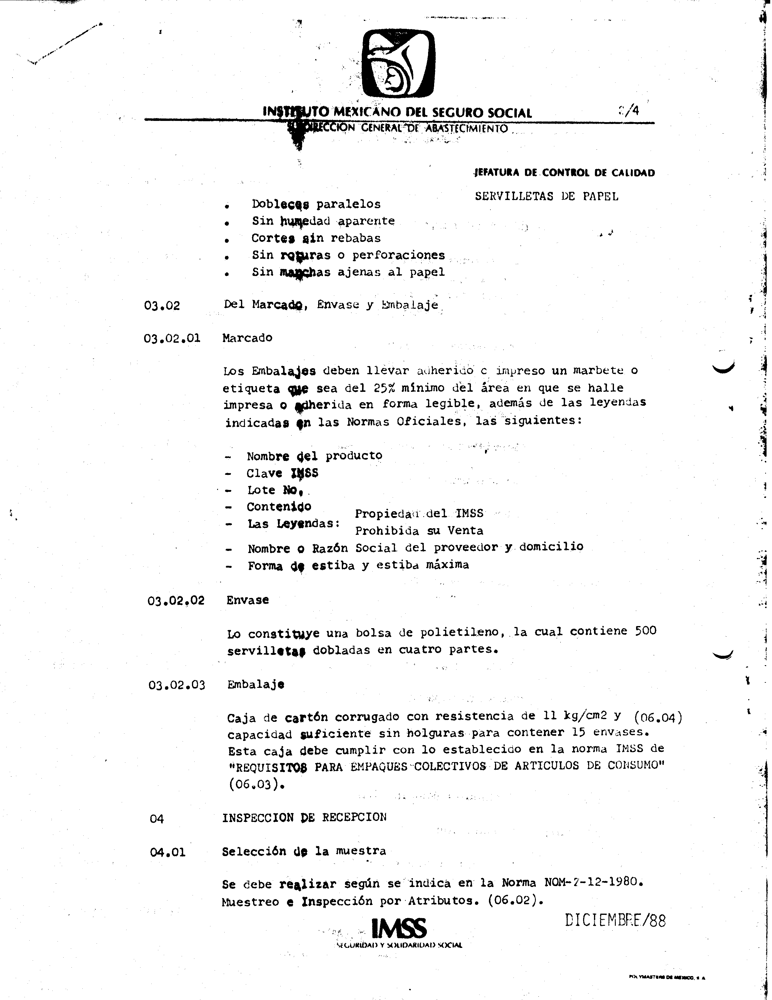 INSTITUTO MEXICANO DEL SEGURO SOCIAL
/4
SUBDIRECCION GENERAL DE ABASTECIMIENTO
JEFATURA DE CONTROL DE CALIDAD
SERVILLETAS DE PAPEL
. Dobleces paralelos
. Sin humedad aparente
. Cortes sin rebabas
. Sin roturas o perforaciones
. Sin manchas ajenas al papel
03.02 Del Marcado, Envase y Embalaje
03.02.01 Marcado
Los Embalajes deben llevar adherido o impreso un marbete o
etiqueta que sea del 25% mínimo del área en que se halle
impresa o adherida en forma legible, además de las leyendas
indicadas en las Normas Oficiales, las siguientes:
- Nombre del producto
- Clave IMSS
- Lote No.
- Contenido
- Las Leyendas: Propiedad del IMSS
Prohibida su Venta
- Nombre o Razón Social del proveedor y domicilio
- Forma de estiba y estiba máxima
03.02.02 Envase
Lo constituye una bolsa de polietileno, la cual contiene 500
servilletas dobladas en cuatro partes.
03.02.03 Embalaje
Caja de cartón corrugado con resistencia de 11 kg/cm2 y (06.04)
capacidad suficiente sin holguras para contener 15 envases.
Esta caja debe cumplir con lo establecido en la norma IMSS de
"REQUISITOS PARA EMPAQUES COLECTIVOS DE ARTICULOS DE CONSUMO"
(06.03).
04 INSPECCION DE RECEPCION
04.01 Selección de la muestra
Se debe realizar según se indica en la Norma
Muestreo e Inspección por Atributos. (06.02).
DICIEMBRE/88
IMSS
SEGURIDAD Y SOLIDARIDAD SOCIAL
POLYMASTERS DE MEXICO, S A